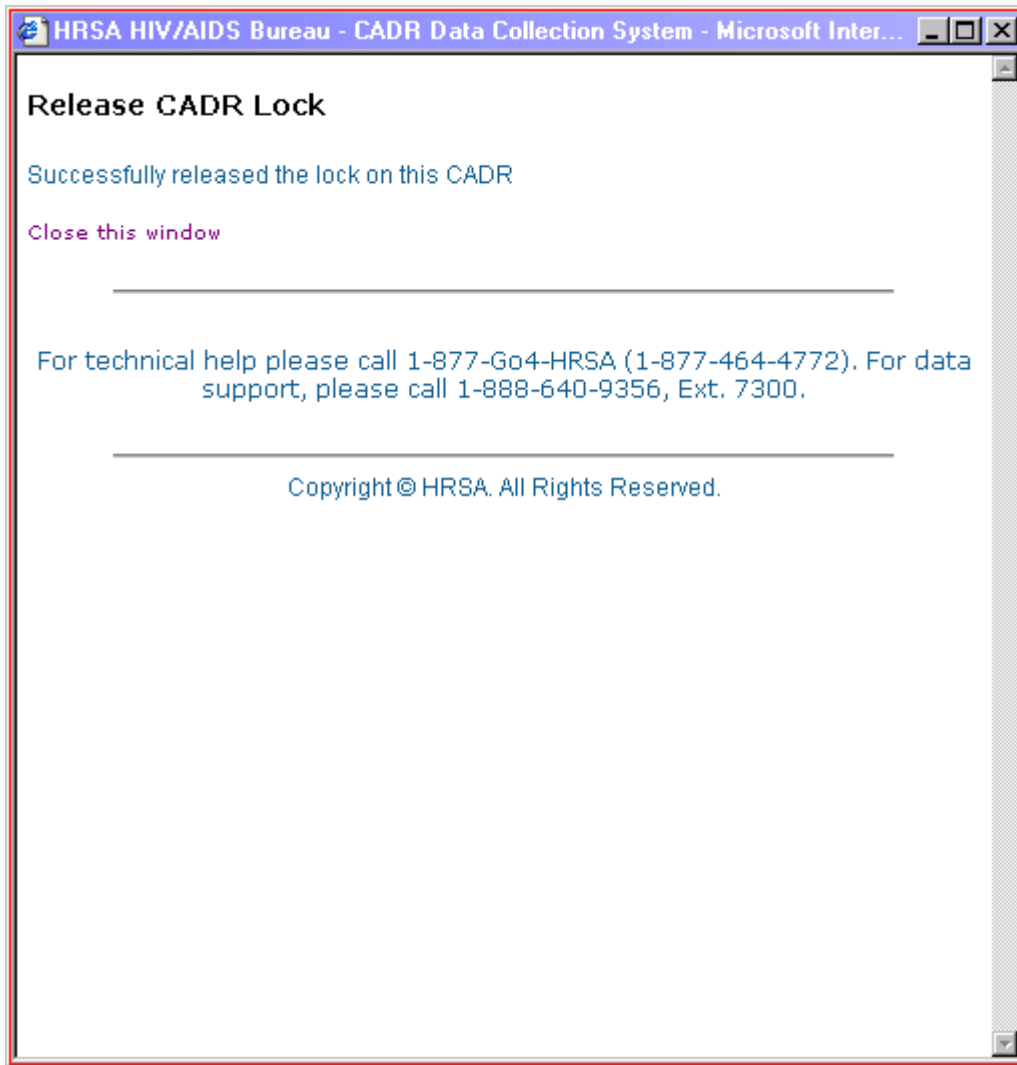 HRSA HIV/AIDS Bureau - CADR Data Collection System - Microsoft Inter...
Release CADR Lock
Successfully released the lock on this CADR
Close this window
For technical help please call 1-877-Go4-HRSA (1-877-464-4772). For data
support, please call 1-888-640-9356, Ext. 7300.
Copyright © HRSA. All Rights Reserved.